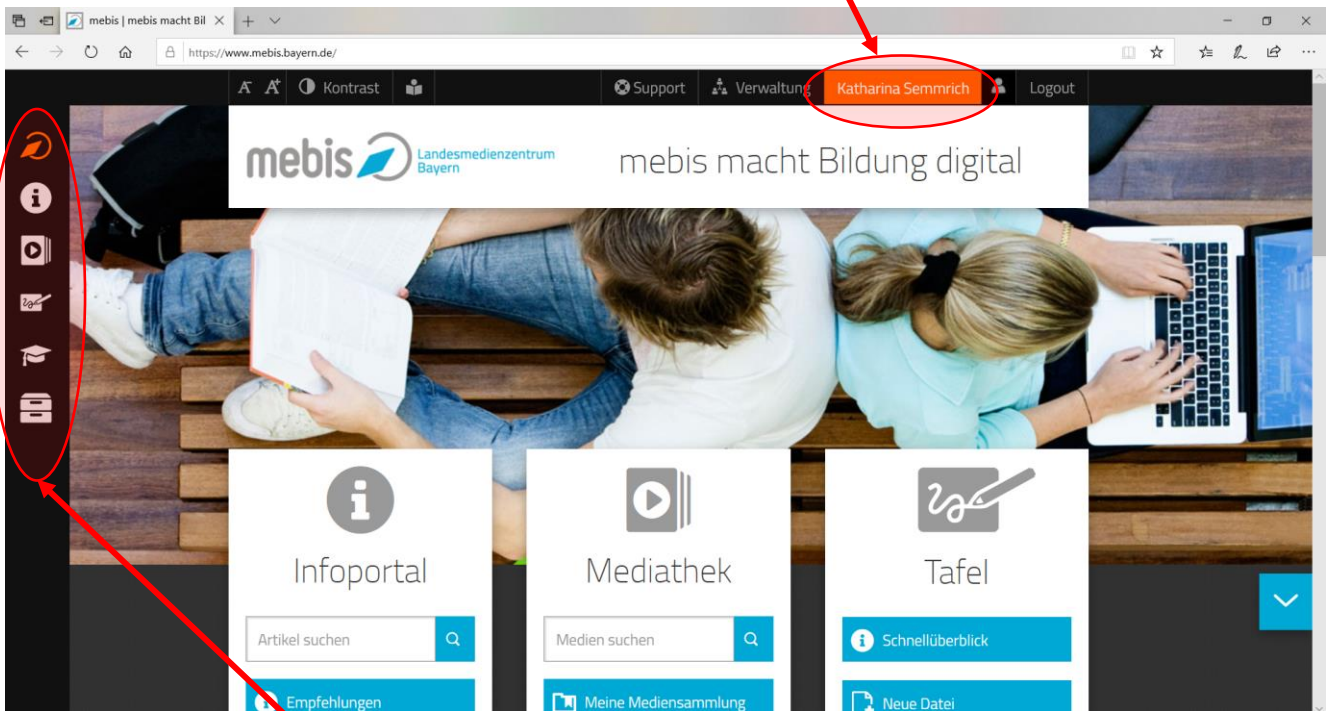 mebis | mebis macht Bil
https://www.mebis.bayern.de/
A- A+ Kontrast Support Verwaltung Katharina Semmrich Logout
mebis Landesmedienzentrum
Bayern
mebis macht Bildung digital
Infoportal Mediathek Tafel
Artikel suchen Medien suchen Schnellüberblick
Empfehlungen Meine Mediensammlung Neue Datei